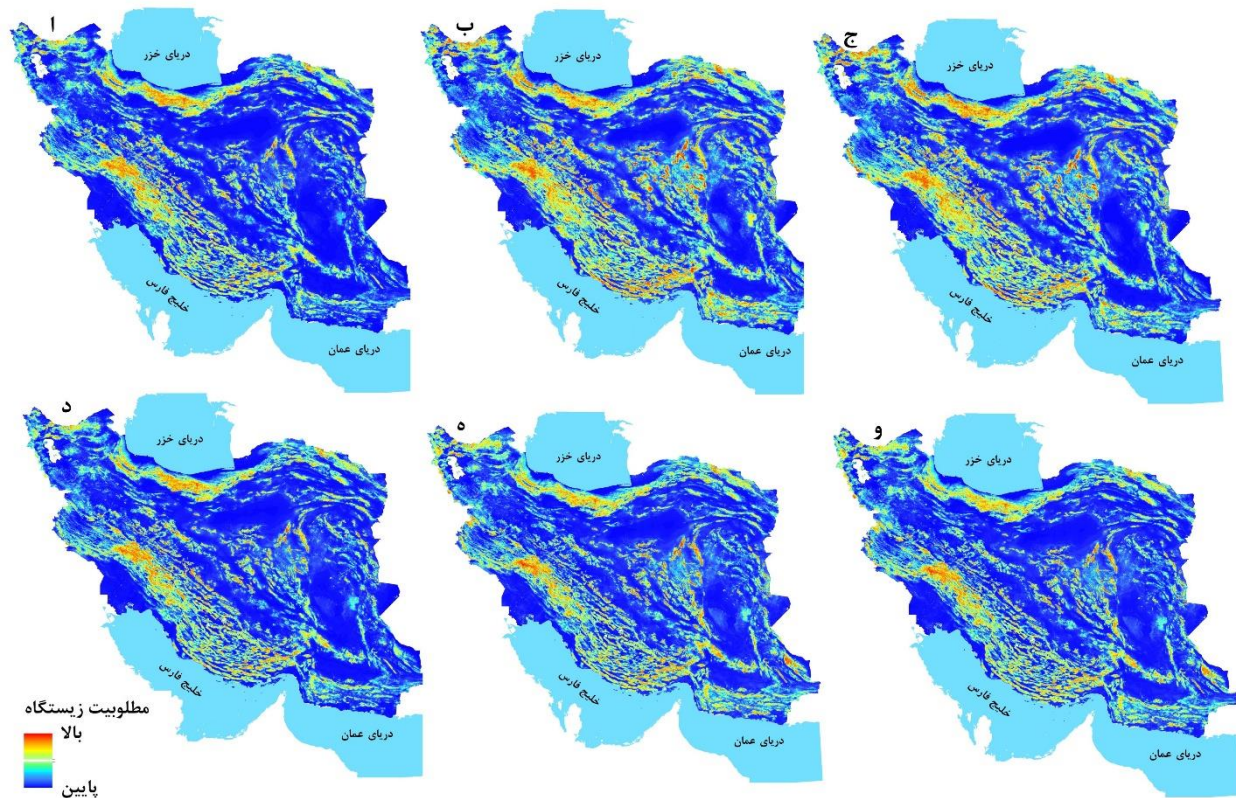 ا
دریای خزر
خلیج فارس
دریای عمان
ب
دریای خزر
خلیج فارس
دریای عمان
ج
دریای خزر
خلیج فارس
دریای عمان
د
دریای خزر
خلیج فارس
دریای عمان
ه
دریای خزر
خلیج فارس
دریای عمان
و
دریای خزر
خلیج فارس
دریای عمان
مطلوبیت زیستگاه
بالا
پایین